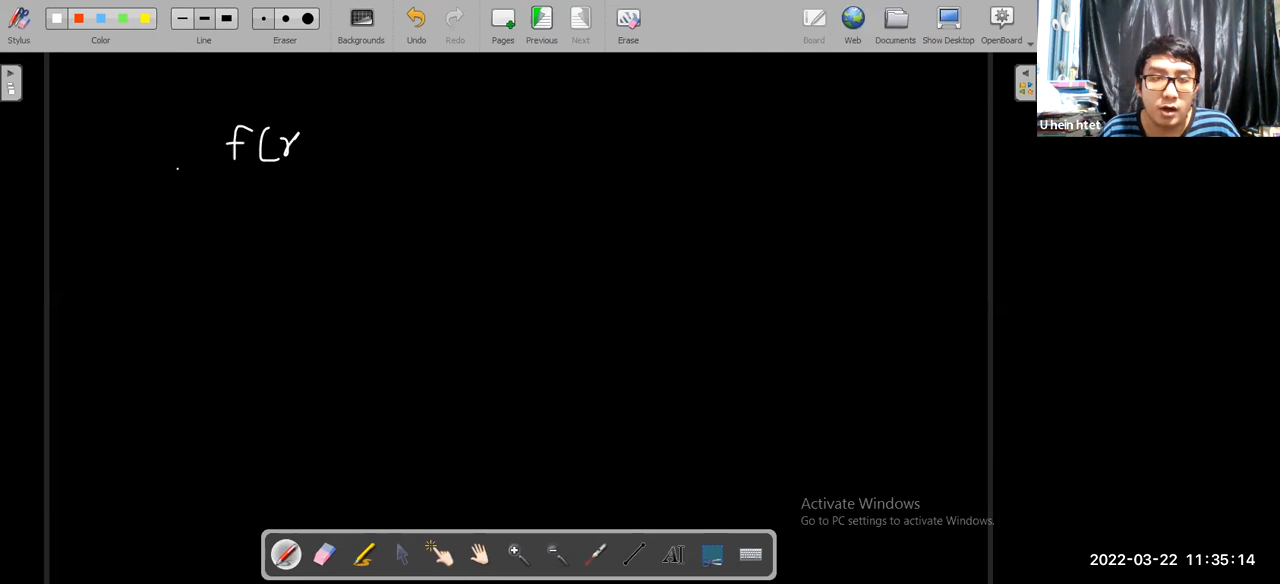 Stylus Color Line Eraser Backgrounds Undo Redo Pages Previous Next Erase Board Web Documents Show Desktop OpenBoard
U hein htet
f(x
Activate Windows
Go to PC settings to activate Windows.
AI
2022-03-22 11:35:14